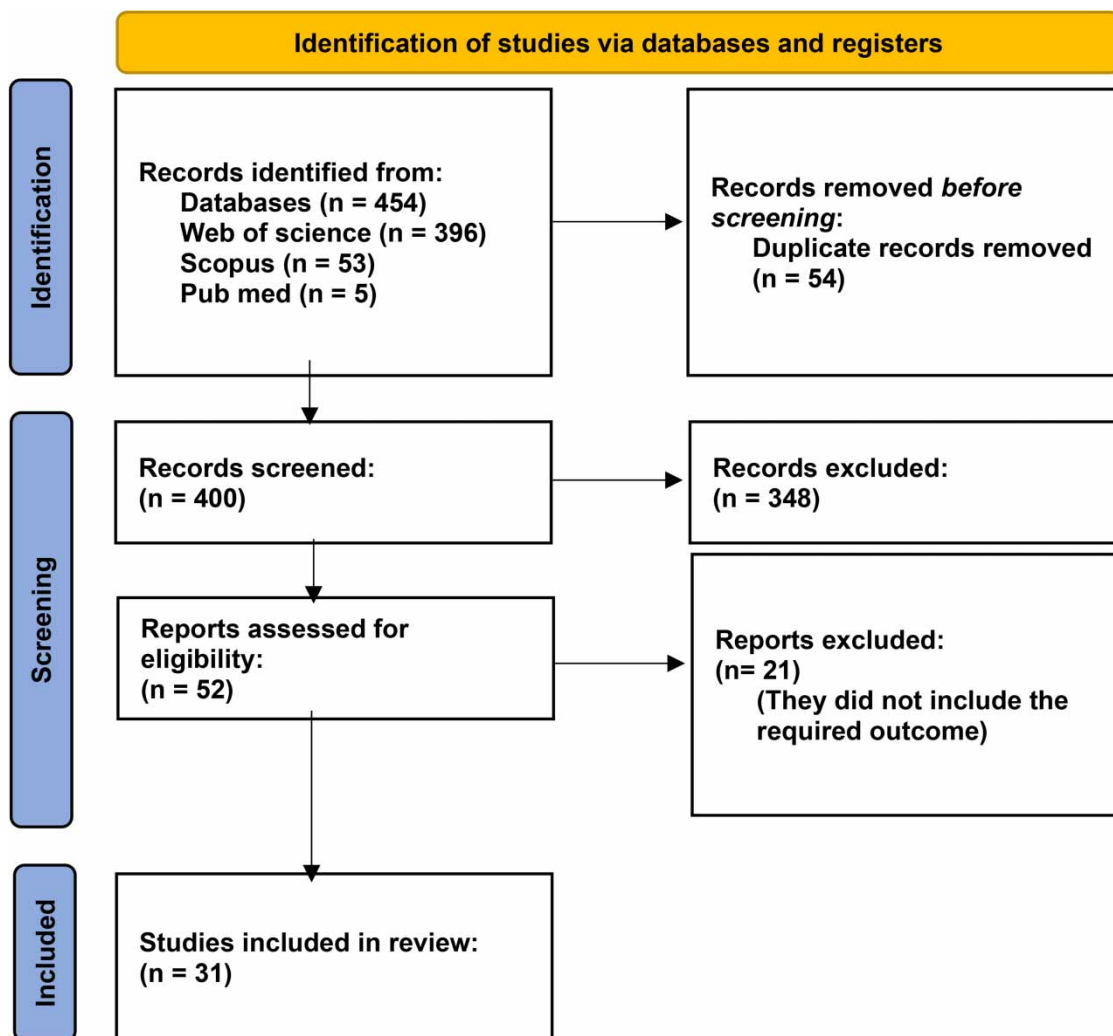 Identification of studies via databases and registers
Identification
Records identified from:
Databases (n = 454)
Web of science (n = 396)
Scopus (n = 53)
Pub med (n = 5)
Records removed before
screening:
Duplicate records removed
(n = 54)
Screening
Records screened:
(n = 400)
Records excluded:
(n = 348)
Reports assessed for
eligibility:
(n = 52)
Reports excluded:
(n= 21)
(They did not include the
required outcome)
Included
Studies included in review:
(n = 31)